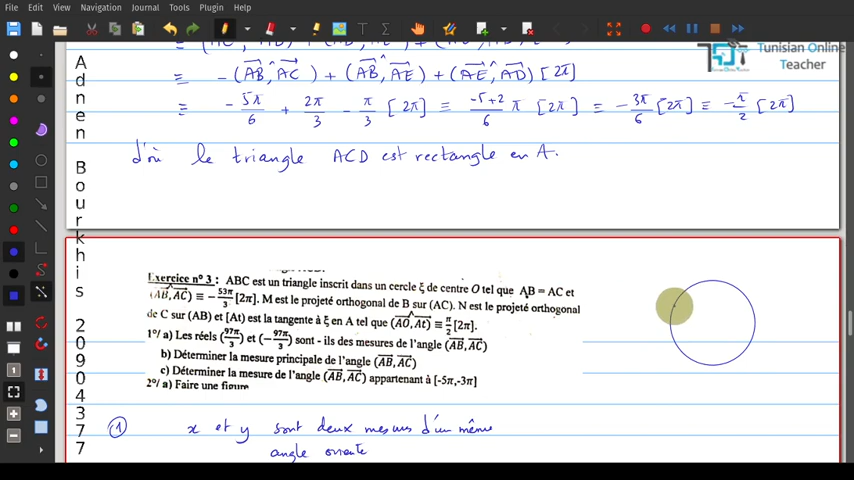 File Edit View Journal Tools Plugin Help
≡ - (AB, AC) + (AB, AE) + (AE, AD) [2π]
≡ - 5π/6 + 2π/3 - π/3 [2π] ≡ -5+2/6 π [2π] ≡ - 3π/6 [2π] ≡ - π/2 [2π]
d'où le triangle ACD est rectangle en A.
Tunisian Online
Teacher
Adnen Bourkhis 20904377
Exercice n° 3 : ABC est un triangle inscrit dans un cercle ξ de centre O tel que AB = AC et
(AB, AC) ≡ - 53π/3 [2π]. M est le projeté orthogonal de B sur (AC). N est le projeté orthogonal
de C sur (AB) et [At) est la tangente à ξ en A tel que (AO, At) ≡ π/2 [2π].
1°/ a) Les réels (97π/3) et (- 97π/3) sont - ils des mesures de l'angle (AB, AC)
b) Déterminer la mesure principale de l'angle (AB, AC)
c) Déterminer la mesure de l'angle (AB, AC) appartenant à [-5π,-3π]
2°/ a) Faire une figure
① x et y sont deux mesures d'un même
angle orienté